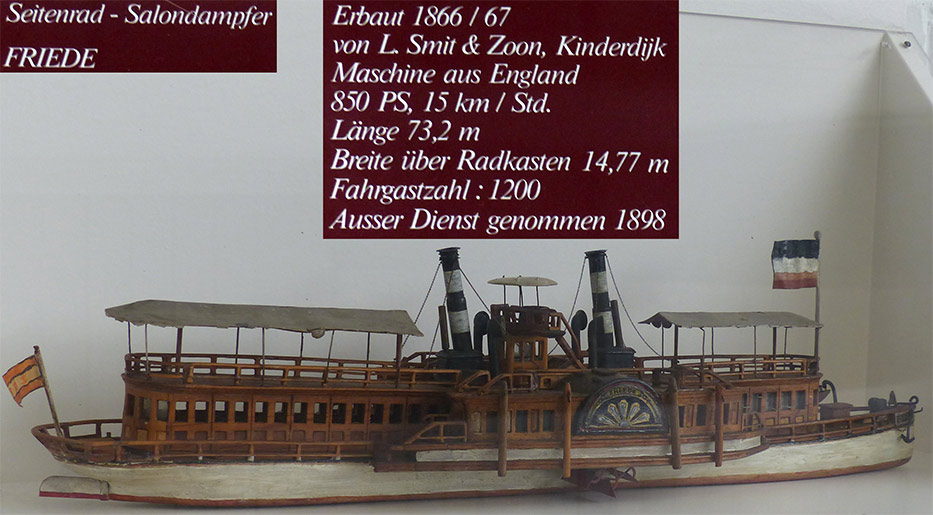 Seitenrad - Salondampfer
FRIEDE
Erbaut 1866 / 67
von L. Smit & Zoon, Kinderdijk
Maschine aus England
850 PS, 15 km / Std.
Länge 73,2 m
Breite über Radkasten 14,77 m
Fahrgastzahl : 1200
Ausser Dienst genommen 1898